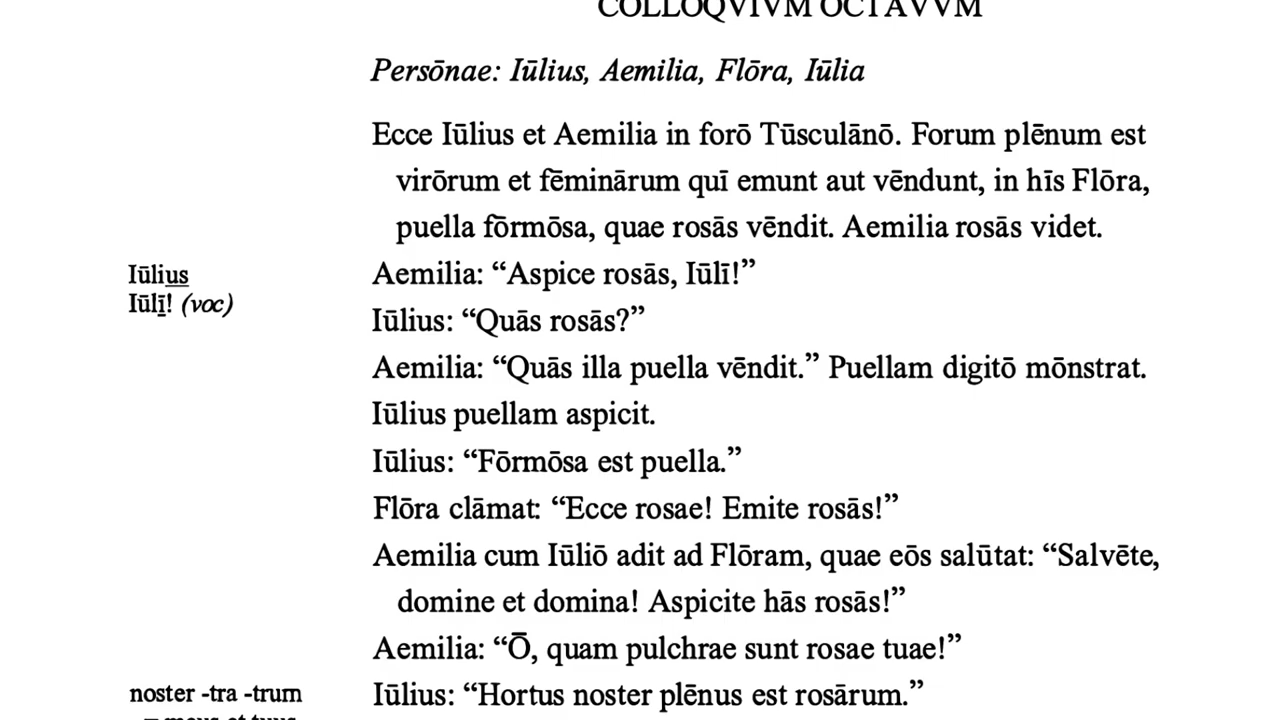 COLLOQVIVM OCTAVVM
Persōnae: Iūlius, Aemilia, Flōra, Iūlia
Ecce Iūlius et Aemilia in forō Tūsculānō. Forum plēnum est
virōrum et fēminārum quī emunt aut vēndunt, in hīs Flōra,
puella fōrmōsa, quae rosās vēndit. Aemilia rosās videt.
Iūlius
Iūlī! (voc)
Aemilia: “Aspice rosās, Iūlī!”
Iūlius: “Quās rosās?”
Aemilia: “Quās illa puella vēndit.” Puellam digitō mōnstrat.
Iūlius puellam aspicit.
Iūlius: “Fōrmōsa est puella.”
Flōra clāmat: “Ecce rosae! Emite rosās!”
Aemilia cum Iūliō adit ad Flōram, quae eōs salūtat: “Salvēte,
domine et domina! Aspicite hās rosās!”
Aemilia: “Ō, quam pulchrae sunt rosae tuae!”
noster -tra -trum
Iūlius: “Hortus noster plēnus est rosārum.”